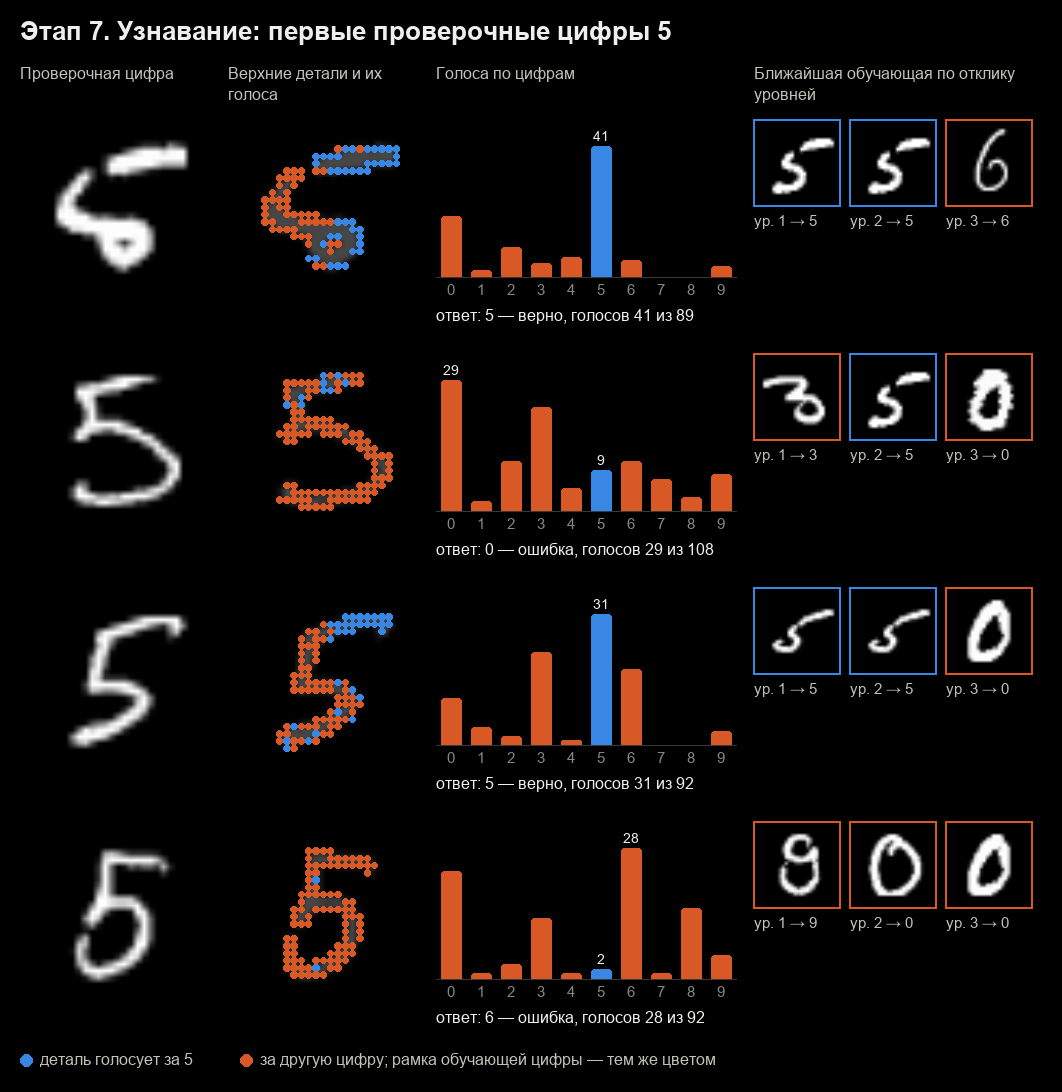 Этап 7. Узнавание: первые проверочные цифры 5
Проверочная цифра
Верхние детали и их
голоса
Голоса по цифрам
Ближайшая обучающая по отклику
уровней
41
0 1 2 3 4 5 6 7 8 9
ответ: 5 — верно, голосов 41 из 89
ур. 1 → 5 ур. 2 → 5 ур. 3 → 6
29 9
0 1 2 3 4 5 6 7 8 9
ответ: 0 — ошибка, голосов 29 из 108
ур. 1 → 3 ур. 2 → 5 ур. 3 → 0
31
0 1 2 3 4 5 6 7 8 9
ответ: 5 — верно, голосов 31 из 92
ур. 1 → 5 ур. 2 → 5 ур. 3 → 0
2 28
0 1 2 3 4 5 6 7 8 9
ответ: 6 — ошибка, голосов 28 из 92
ур. 1 → 9 ур. 2 → 0 ур. 3 → 0
деталь голосует за 5 за другую цифру; рамка обучающей цифры — тем же цветом